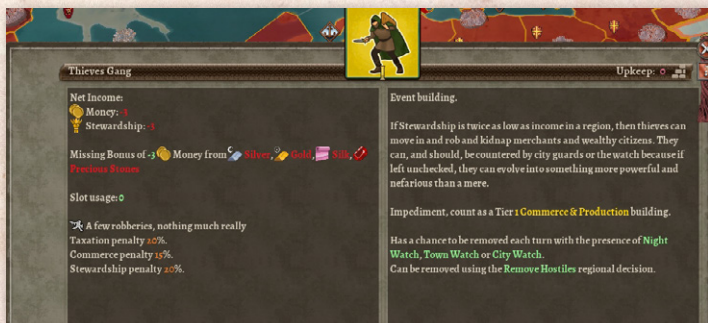 Thieves Gang
Upkeep: 0
Net Income:
Money: -3
Stewardship: -3
Missing Bonus of -3 Money from Silver, Gold, Silk,
Precious Stones
Slot usage: 0
A few robberies, nothing much really
Taxation penalty 20%.
Commerce penalty 15%.
Stewardship penalty 20%.
Event building.
If Stewardship is twice as low as income in a region, then thieves can
move in and rob and kidnap merchants and wealthy citizens. They
can, and should, be countered by city guards or the watch because if
left unchecked, they can evolve into something more powerful and
nefarious than a mere.
Impediment, count as a Tier 1 Commerce & Production building.
Has a chance to be removed each turn with the presence of Night
Watch, Town Watch or City Watch.
Can be removed using the Remove Hostiles regional decision.